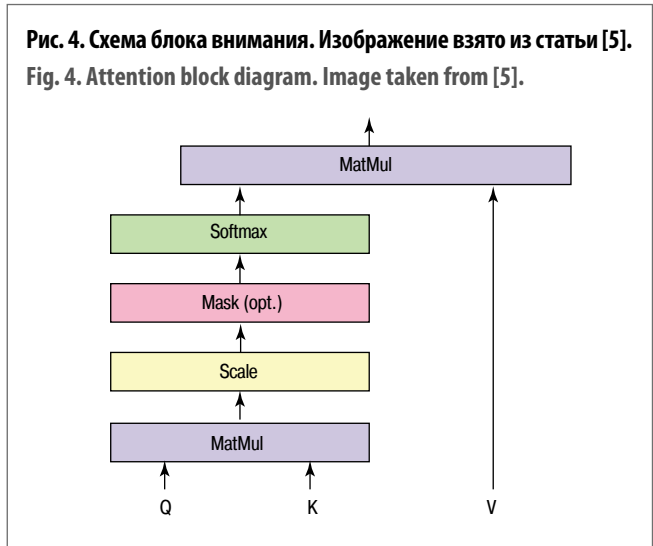 Рис. 4. Схема блока внимания. Изображение взято из статьи [5].
Fig. 4. Attention block diagram. Image taken from [5].
MatMul
Softmax
Mask (opt.)
Scale
MatMul
Q K V